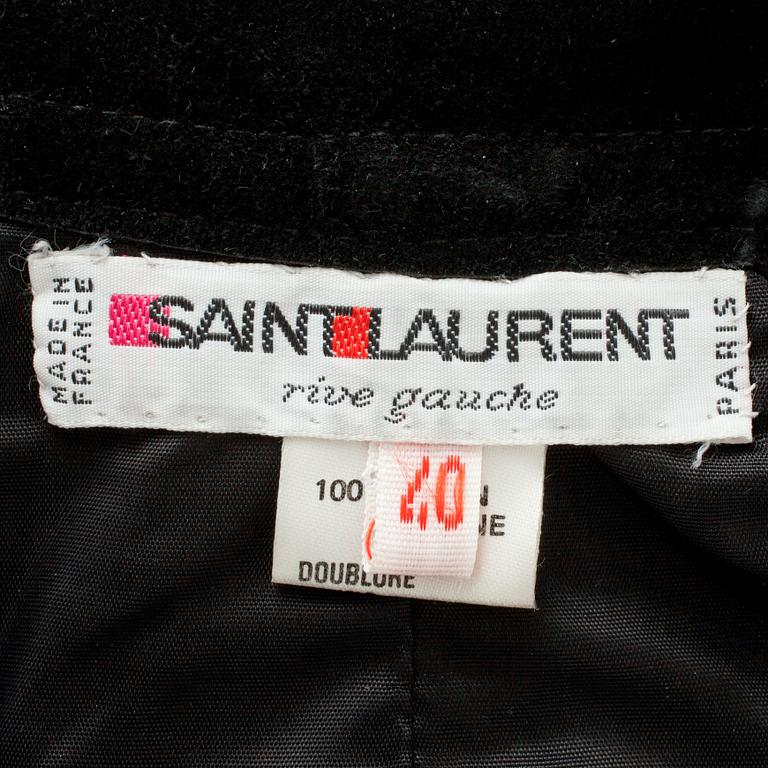 MADE IN
FRANCE
SAINT LAURENT
rive gauche
PARIS
40
100
DOUBLURE